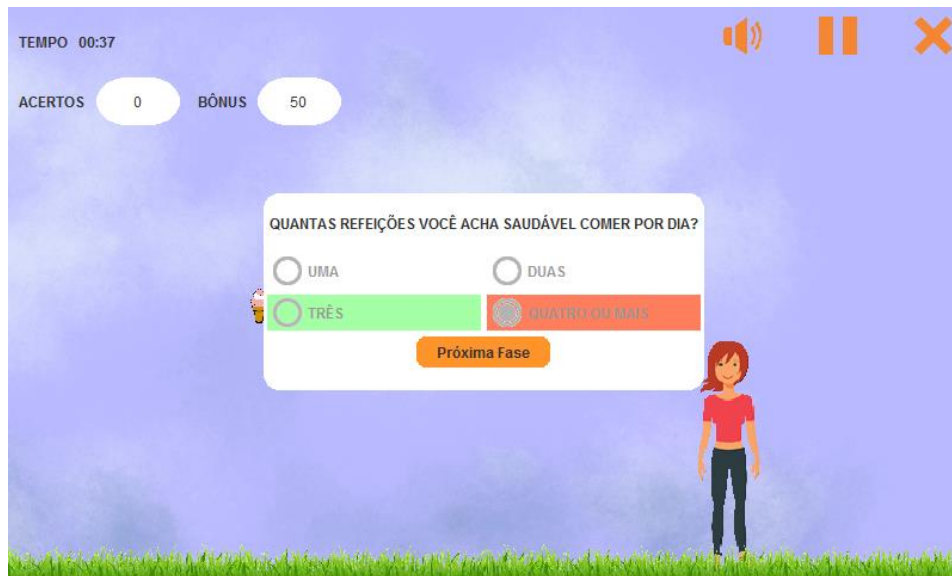 TEMPO 00:37
ACERTOS 0 BÔNUS 50
QUANTAS REFEIÇÕES VOCÊ ACHA SAUDÁVEL COMER POR DIA?
UMA DUAS
TRÊS QUATRO OU MAIS
Próxima Fase